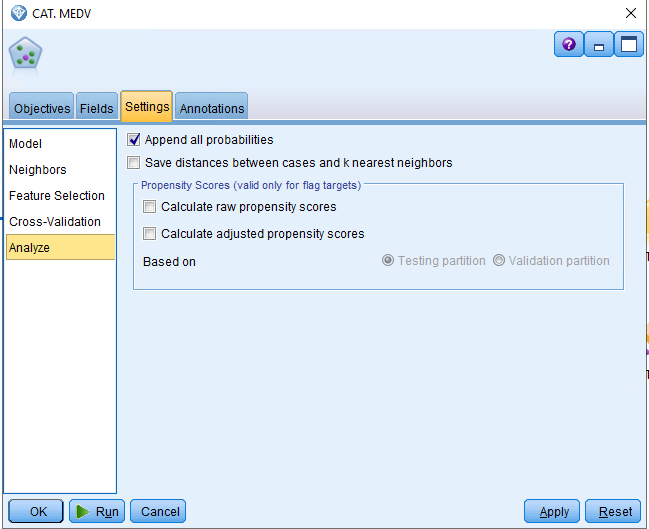 CAT. MEDV
Objectives Fields Settings Annotations
Model
Neighbors
Feature Selection
Cross-Validation
Analyze
Append all probabilities
Save distances between cases and k nearest neighbors
Propensity Scores (valid only for flag targets)
Calculate raw propensity scores
Calculate adjusted propensity scores
Based on Testing partition Validation partition
OK Run Cancel Apply Reset